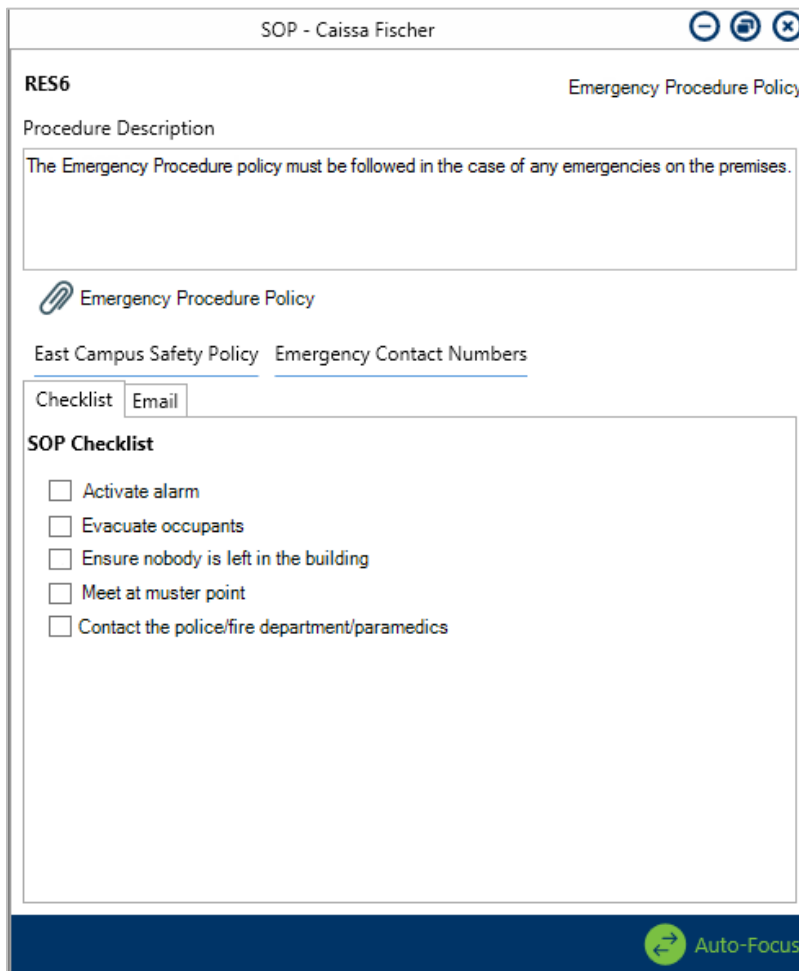 SOP - Caissa Fischer
RES6
Emergency Procedure Policy
Procedure Description
The Emergency Procedure policy must be followed in the case of any emergencies on the premises.
Emergency Procedure Policy
East Campus Safety Policy Emergency Contact Numbers
Checklist Email
SOP Checklist
Activate alarm
Evacuate occupants
Ensure nobody is left in the building
Meet at muster point
Contact the police/fire department/paramedics
Auto-Focus